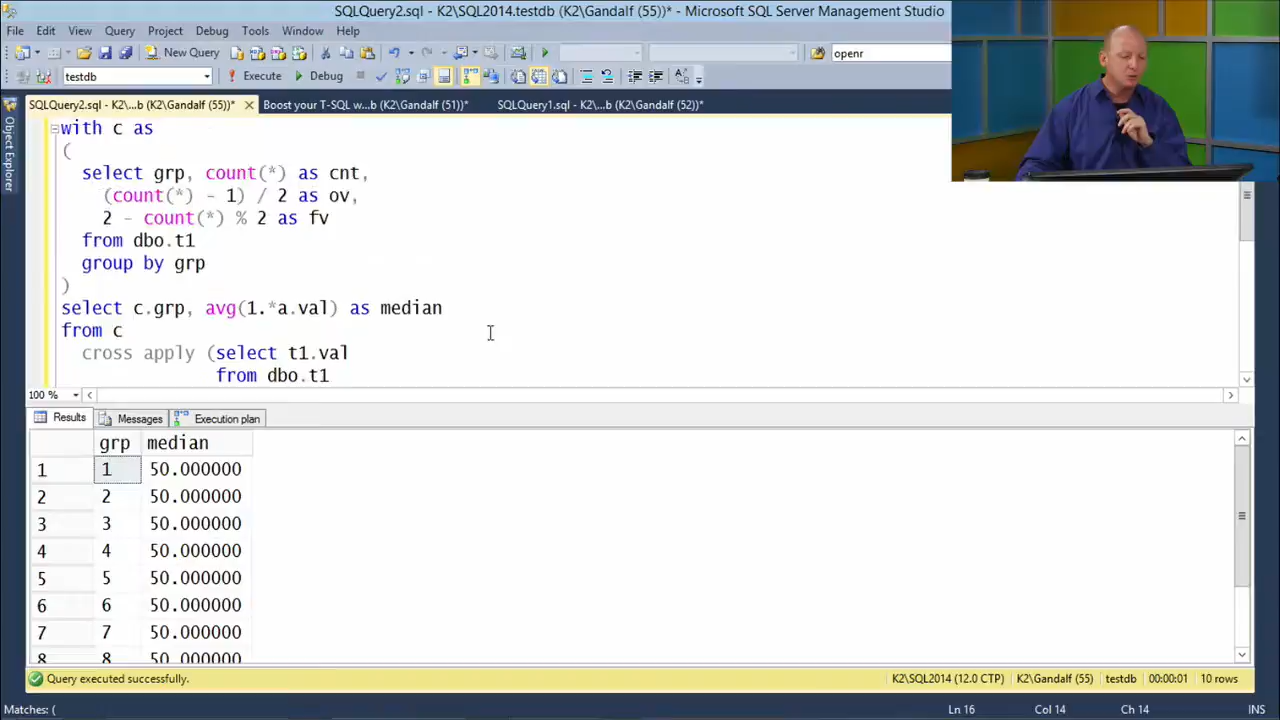 SQLQuery2.sql - K2\SQL2014.testdb (K2\Gandalf (55))* - Microsoft SQL Server Management Studio
File Edit View Query Project Debug Tools Window Help
New Query
openr
testdb
Execute
Debug
SQLQuery2.sql - K2\...b (K2\Gandalf (55))*
Boost your T-SQL w...b (K2\Gandalf (51))*
SQLQuery1.sql - K2\...b (K2\Gandalf (52))*
Object Explorer
with c as
(
select grp, count(*) as cnt,
(count(*) - 1) / 2 as ov,
2 - count(*) % 2 as fv
from dbo.t1
group by grp
)
select c.grp, avg(1.*a.val) as median
from c
cross apply (select t1.val
from dbo.t1
100 %
Results Messages Execution plan
grp median
1 1 50.000000
2 2 50.000000
3 3 50.000000
4 4 50.000000
5 5 50.000000
6 6 50.000000
7 7 50.000000
8 8 50.000000
Query executed successfully.
K2\SQL2014 (12.0 CTP) K2\Gandalf (55) testdb 00:00:01 10 rows
Matches: (
Ln 16 Col 14 Ch 14 INS